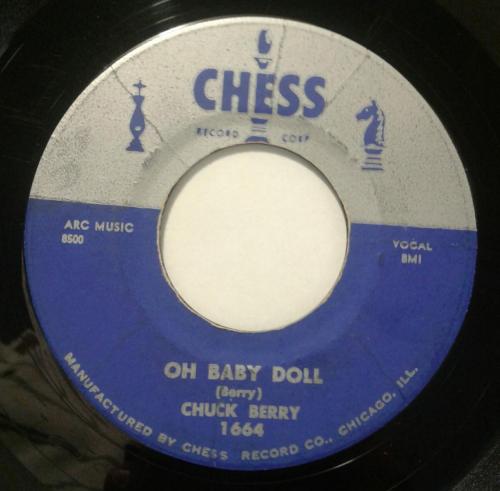 CHESS
RECORD CORP
ARC MUSIC
8500
VOCAL
BMI
OH BABY DOLL
(Berry)
CHUCK BERRY
1664
MANUFACTURED BY CHESS RECORD CO., CHICAGO, ILL.